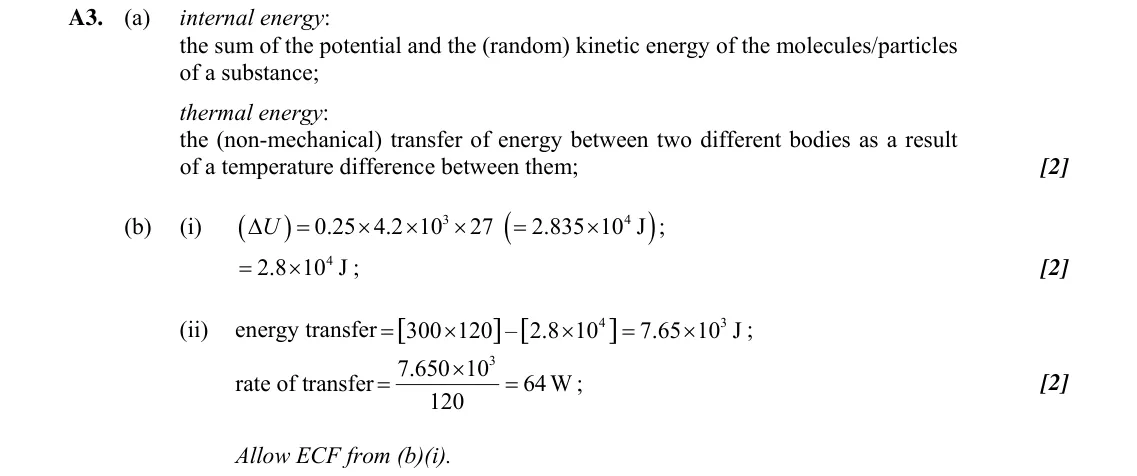 A3. (a) internal energy:
the sum of the potential and the (random) kinetic energy of the molecules/particles
of a substance;
thermal energy:
the (non-mechanical) transfer of energy between two different bodies as a result
of a temperature difference between them; [2]
(b) (i) (ΔU) = 0.25×4.2×10³×27 (= 2.835×10⁴ J);
= 2.8×10⁴ J ; [2]
(ii) energy transfer = [300×120] – [2.8×10⁴] = 7.65×10³ J ;
rate of transfer = 7.650×10³ / 120 = 64 W ; [2]
Allow ECF from (b)(i).